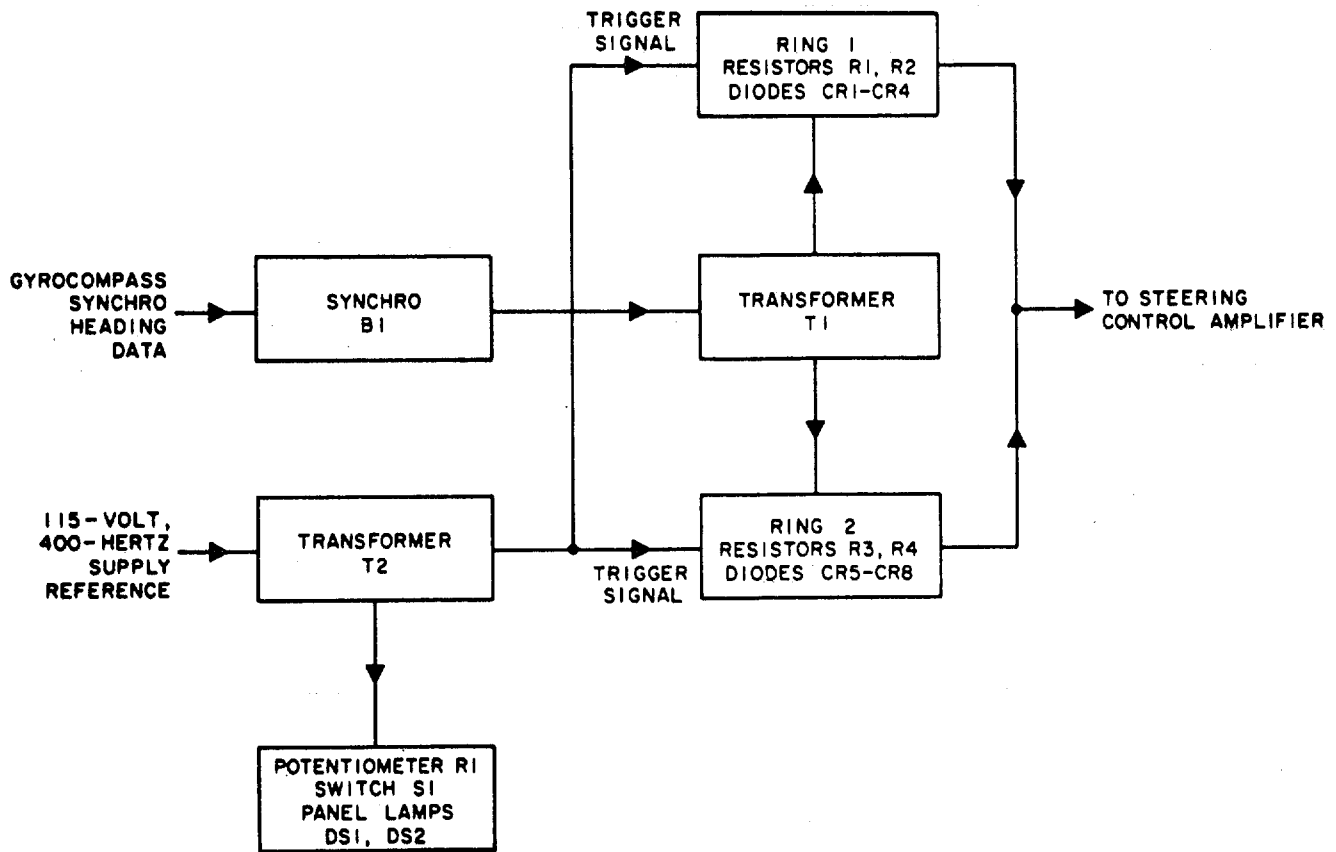 TRIGGER
SIGNAL
RING 1
RESISTORS R1, R2
DIODES CR1-CR4
GYROCOMPASS
SYNCHRO
HEADING
DATA
SYNCHRO
B1
TRANSFORMER
T1
TO STEERING
CONTROL AMPLIFIER
115-VOLT,
400-HERTZ
SUPPLY
REFERENCE
TRANSFORMER
T2
TRIGGER
SIGNAL
RING 2
RESISTORS R3, R4
DIODES CR5-CR8
POTENTIOMETER R1
SWITCH S1
PANEL LAMPS
DS1, DS2